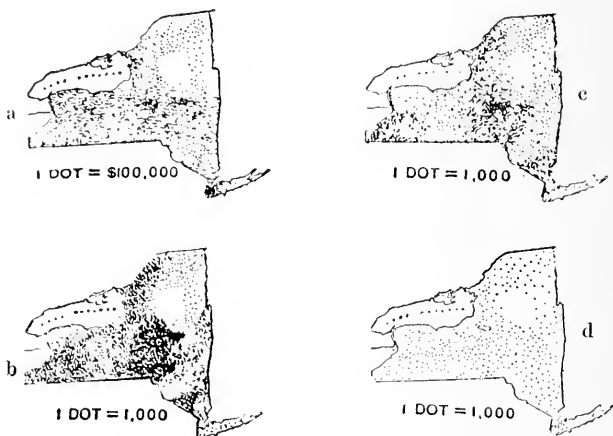 a
1 DOT = $100,000
c
1 DOT = 1,000
b
1 DOT = 1,000
d
1 DOT = 1,000